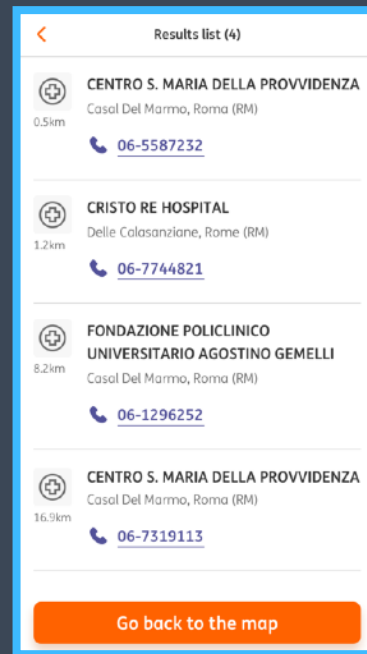 Results list (4)
CENTRO S. MARIA DELLA PROVVIDENZA
Casal Del Marmo, Roma (RM)
0.5km
06-5587232
CRISTO RE HOSPITAL
Delle Calasanziane, Rome (RM)
1.2km
06-7744821
FONDAZIONE POLICLINICO
UNIVERSITARIO AGOSTINO GEMELLI
8.2km
Casal Del Marmo, Roma (RM)
06-1296252
CENTRO S. MARIA DELLA PROVVIDENZA
Casal Del Marmo, Roma (RM)
16.9km
06-7319113
Go back to the map